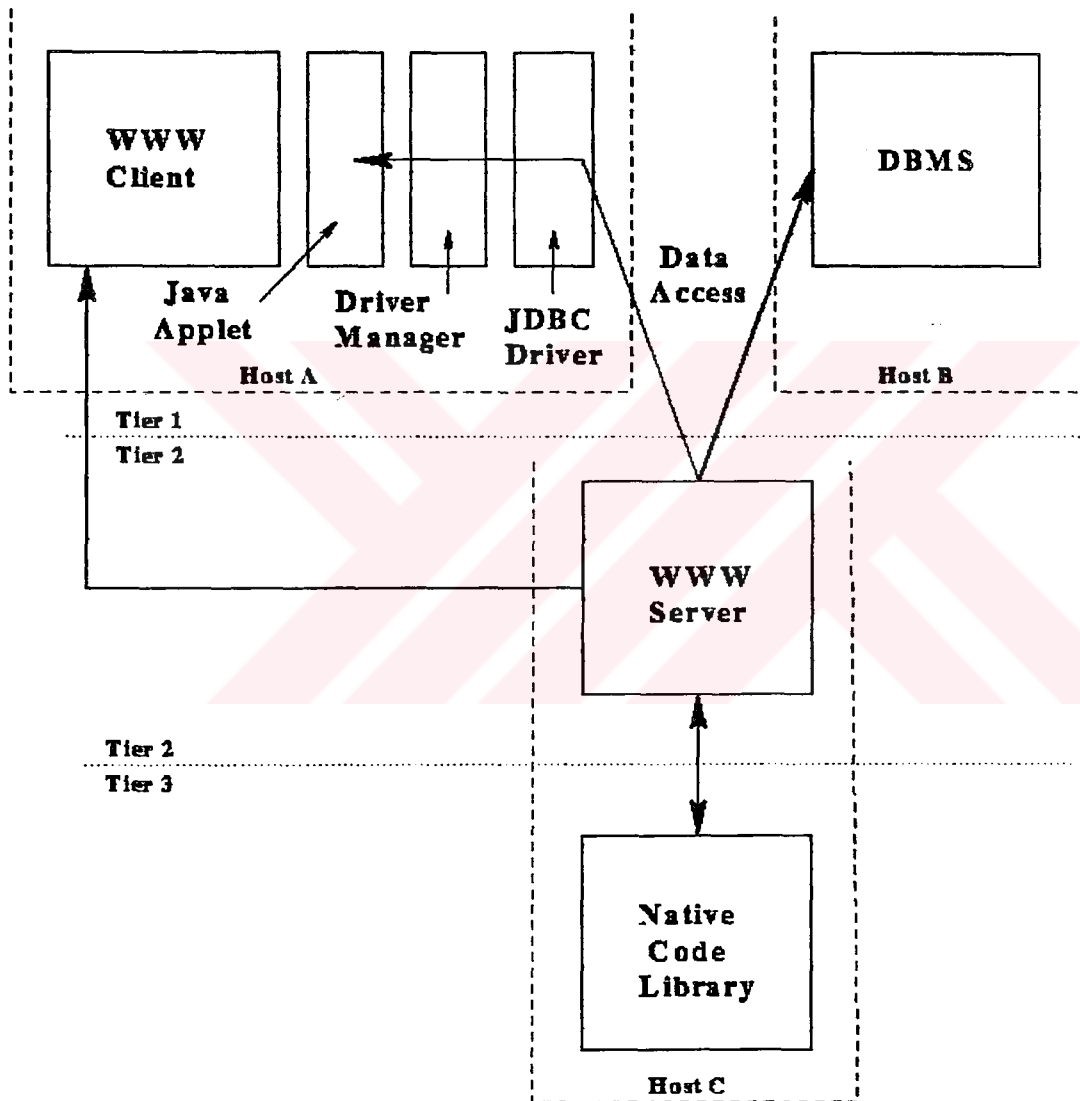 WWW
Client
DBMS
Data
Access
Java
Applet
Driver
Manager
JDBC
Driver
Host A
Host B
Tier 1
Tier 2
WWW
Server
Tier 2
Tier 3
Native
Code
Library
Host C